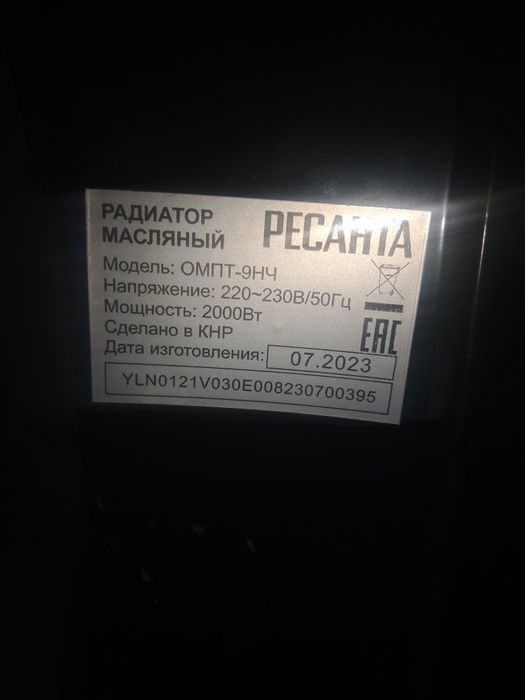 РАДИАТОР
МАСЛЯНЫЙ
РЕСАНТА
Модель: ОМПТ-9НЧ
Напряжение: 220~230В/50Гц
Мощность: 2000Вт
Сделано в КНР
Дата изготовления: 07.2023
EAC
YLN0121V030E008230700395